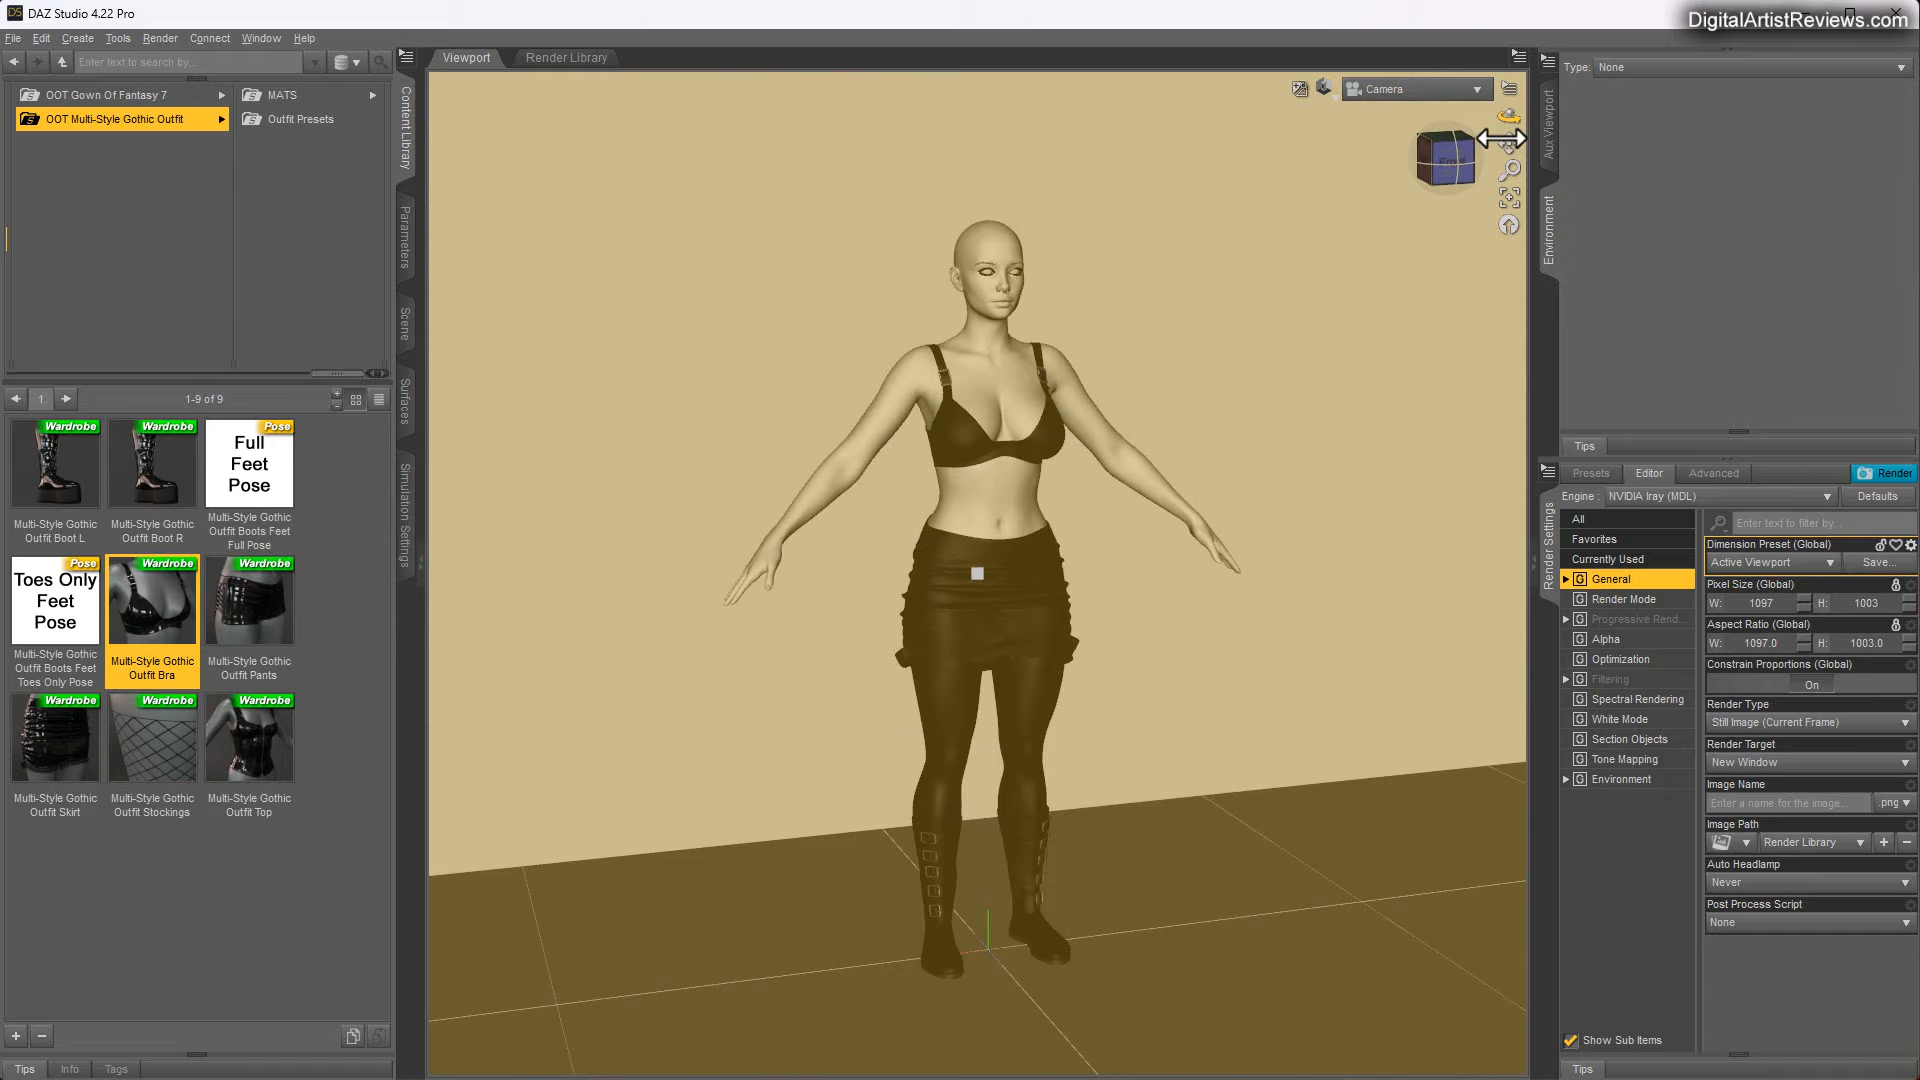 DAZ Studio 4.22 Pro
DigitalArtistReviews.com
File Edit Create Tools Render Connect Window Help
Enter text to search by...
OOT Gown Of Fantasy 7
OOT Multi-Style Gothic Outfit
MATS
Outfit Presets
1
1-9 of 9
Wardrobe
Multi-Style Gothic
Outfit Boot L
Wardrobe
Multi-Style Gothic
Outfit Boot R
Pose
Full
Feet
Pose
Multi-Style Gothic
Outfit Boots Feet
Full Pose
Pose
Toes Only
Feet
Pose
Multi-Style Gothic
Outfit Boots Feet
Toes Only Pose
Wardrobe
Multi-Style Gothic
Outfit Bra
Wardrobe
Multi-Style Gothic
Outfit Pants
Wardrobe
Multi-Style Gothic
Outfit Skirt
Wardrobe
Multi-Style Gothic
Outfit Stockings
Wardrobe
Multi-Style Gothic
Outfit Top
Tips Info Tags
Content Library
Parameters
Scene
Surfaces
Simulation Settings
Viewport Render Library
Camera
Aux Viewport
Environment
Type: None
Tips
Render Settings
Presets Editor Advanced Render
Engine : NVIDIA Iray (MDL) Defaults
All
Favorites
Currently Used
General
Render Mode
Progressive Rend...
Alpha
Optimization
Filtering
Spectral Rendering
White Mode
Section Objects
Tone Mapping
Environment
Show Sub Items
Enter text to filter by...
Dimension Preset (Global)
Active Viewport Save...
Pixel Size (Global)
W: 1097 H: 1003
Aspect Ratio (Global)
W: 1097.0 H: 1003.0
Constrain Proportions (Global)
On
Render Type
Still Image (Current Frame)
Render Target
New Window
Image Name
Enter a name for the image... .png
Image Path
Render Library
Auto Headlamp
Never
Post Process Script
None
Tips